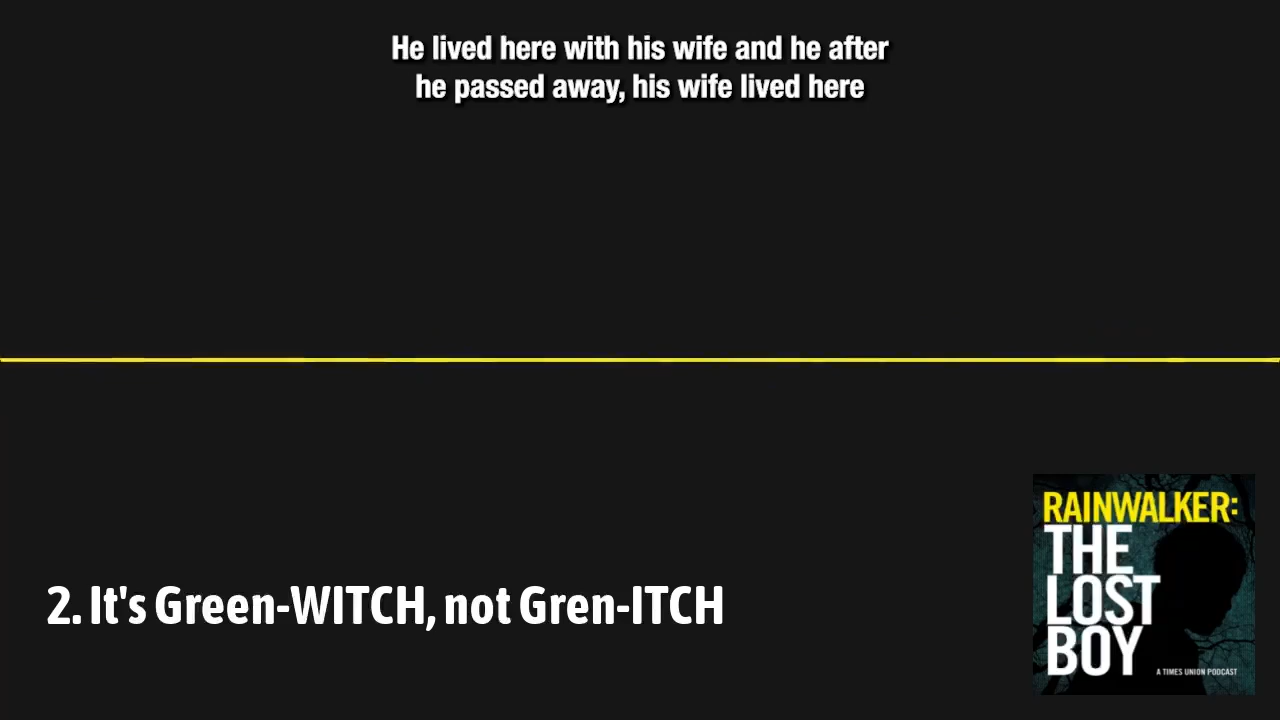 He lived here with his wife and he after
he passed away, his wife lived here
2. It's Green-WITCH, not Gren-ITCH
RAINWALKER:
THE
LOST
BOY
A TIMES UNION PODCAST